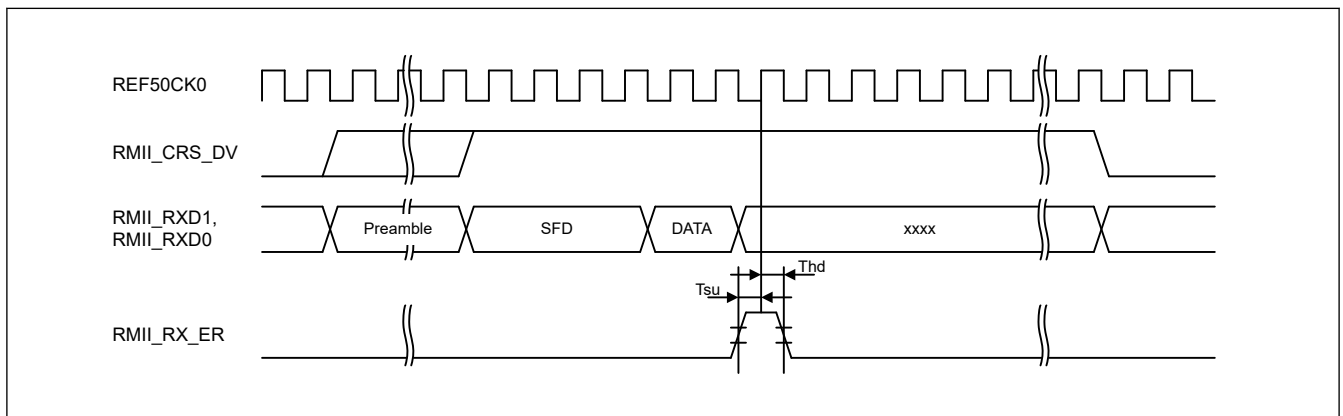 REF50CK0
RMII_CRS_DV
RMII_RXD1,
RMII_RXD0
Preamble
SFD
DATA
xxxx
Thd
Tsu
RMII_RX_ER